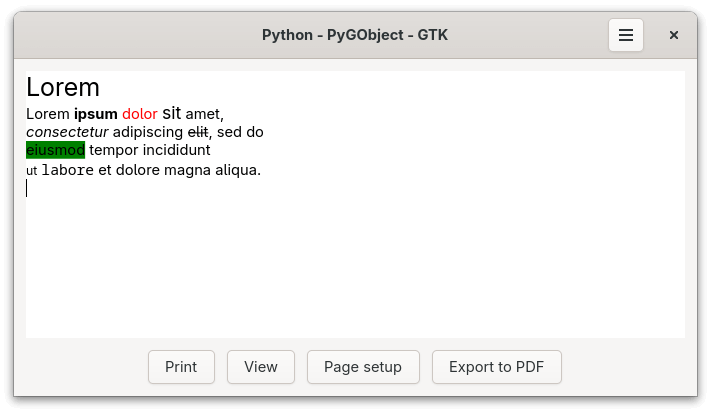 Python - PyGObject - GTK
Lorem
Lorem ipsum dolor sit amet,
consectetur adipiscing elit, sed do
eiusmod tempor incididunt
ut labore et dolore magna aliqua.
Print View Page setup Export to PDF